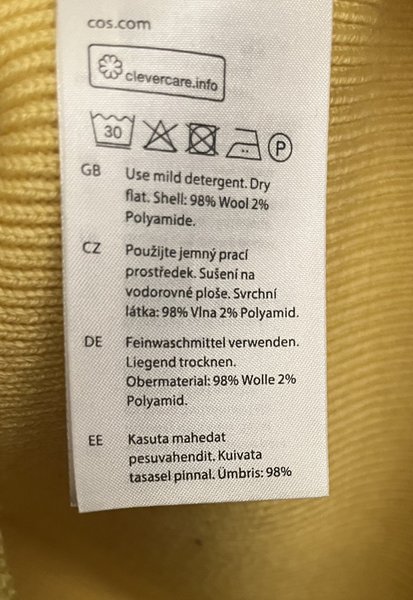 cos.com
clevercare.info
30
P
GB Use mild detergent. Dry
flat. Shell: 98% Wool 2%
Polyamide.
CZ Použijte jemný prací
prostředek. Sušení na
vodorovné ploše. Svrchní
látka: 98% Vlna 2% Polyamid.
DE Feinwaschmittel verwenden.
Liegend trocknen.
Obermaterial: 98% Wolle 2%
Polyamid.
EE Kasuta mahedat
pesuvahendit. Kuivata
tasasel pinnal. Ümbris: 98%